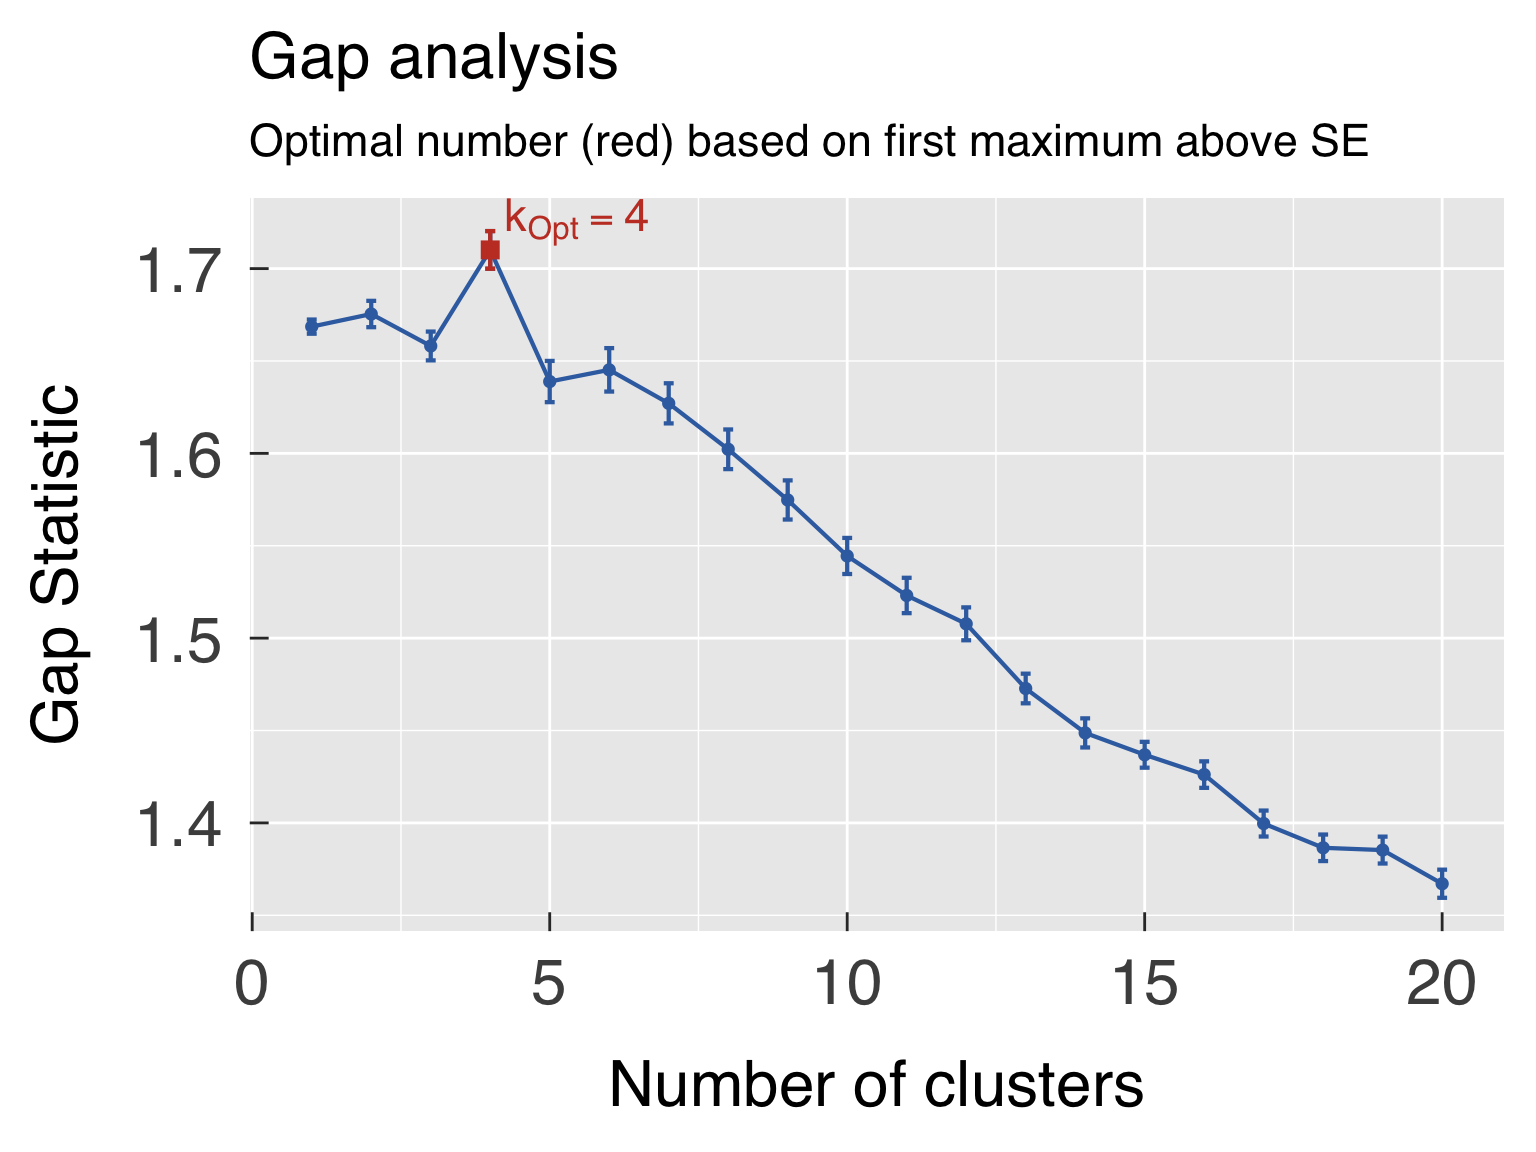 Gap analysis
Optimal number (red) based on first maximum above SE
kOpt = 4
1.7
1.6
1.5
1.4
Gap Statistic
0 5 10 15 20
Number of clusters